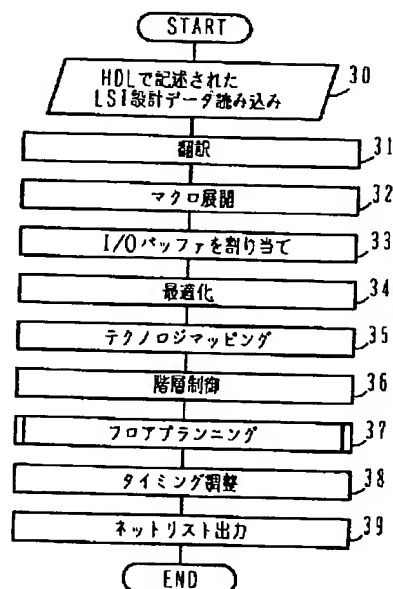 START
HDLで記述された 30
LSI設計データ読み込み
翻訳 31
マクロ展開 32
I/Oバッファを割り当て 33
最適化 34
テクノロジマッピング 35
階層制御 36
フロアプランニング 37
タイミング調整 38
ネットリスト出力 39
END